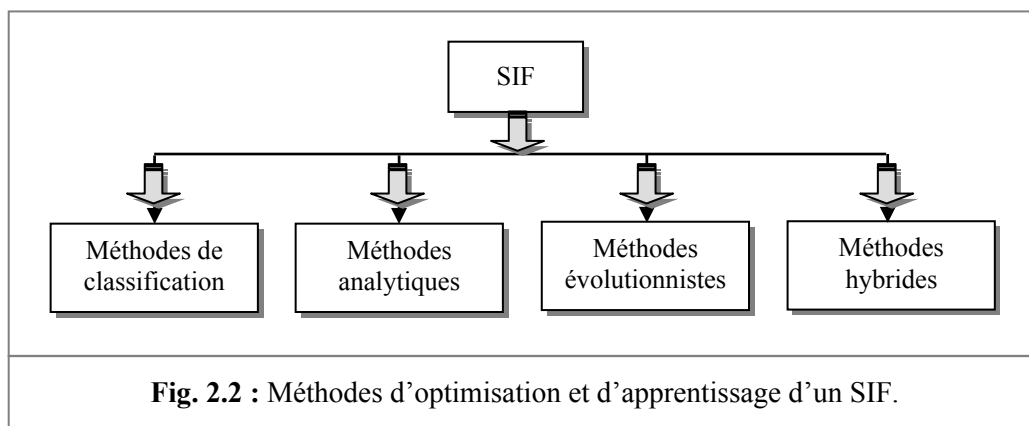 SIF
Méthodes de
classification
Méthodes
analytiques
Méthodes
évolutionnistes
Méthodes
hybrides
Fig. 2.2 : Méthodes d’optimisation et d’apprentissage d’un SIF.